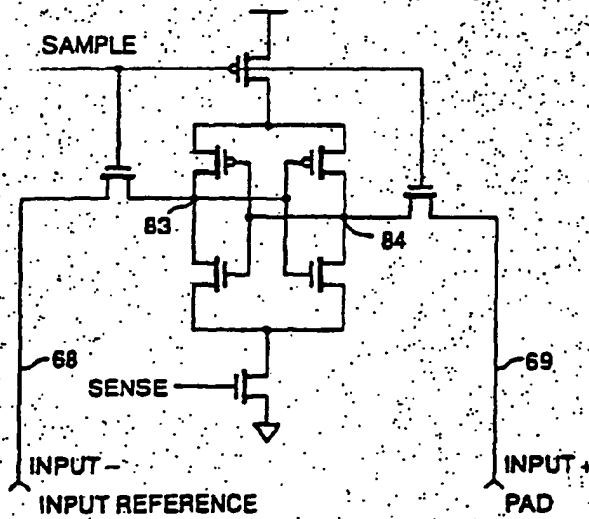 SAMPLE
83
84
68
69
SENSE
INPUT – INPUT +
INPUT REFERENCE PAD